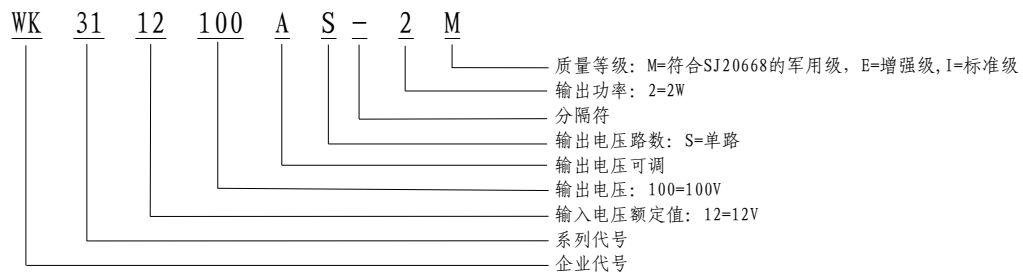 WK 31 12 100 A S - 2 M
质量等级: M=符合SJ20668的军用级, E=增强级,I=标准级
输出功率: 2=2W
分隔符
输出电压路数: S=单路
输出电压可调
输出电压: 100=100V
输入电压额定值: 12=12V
系列代号
企业代号